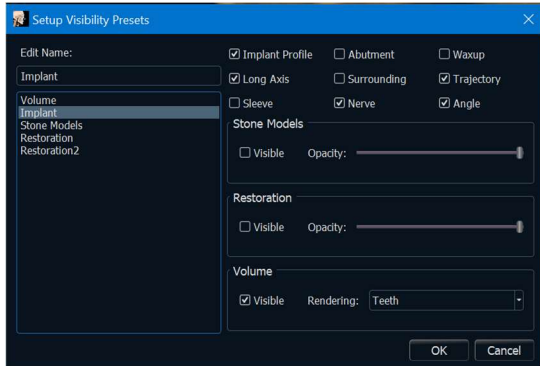 Setup Visibility Presets
Edit Name:
Implant
Volume
Implant
Stone Models
Restoration
Restoration2
Implant Profile Abutment Waxup
Long Axis Surrounding Trajectory
Sleeve Nerve Angle
Stone Models
Visible Opacity:
Restoration
Visible Opacity:
Volume
Visible Rendering: Teeth
OK Cancel